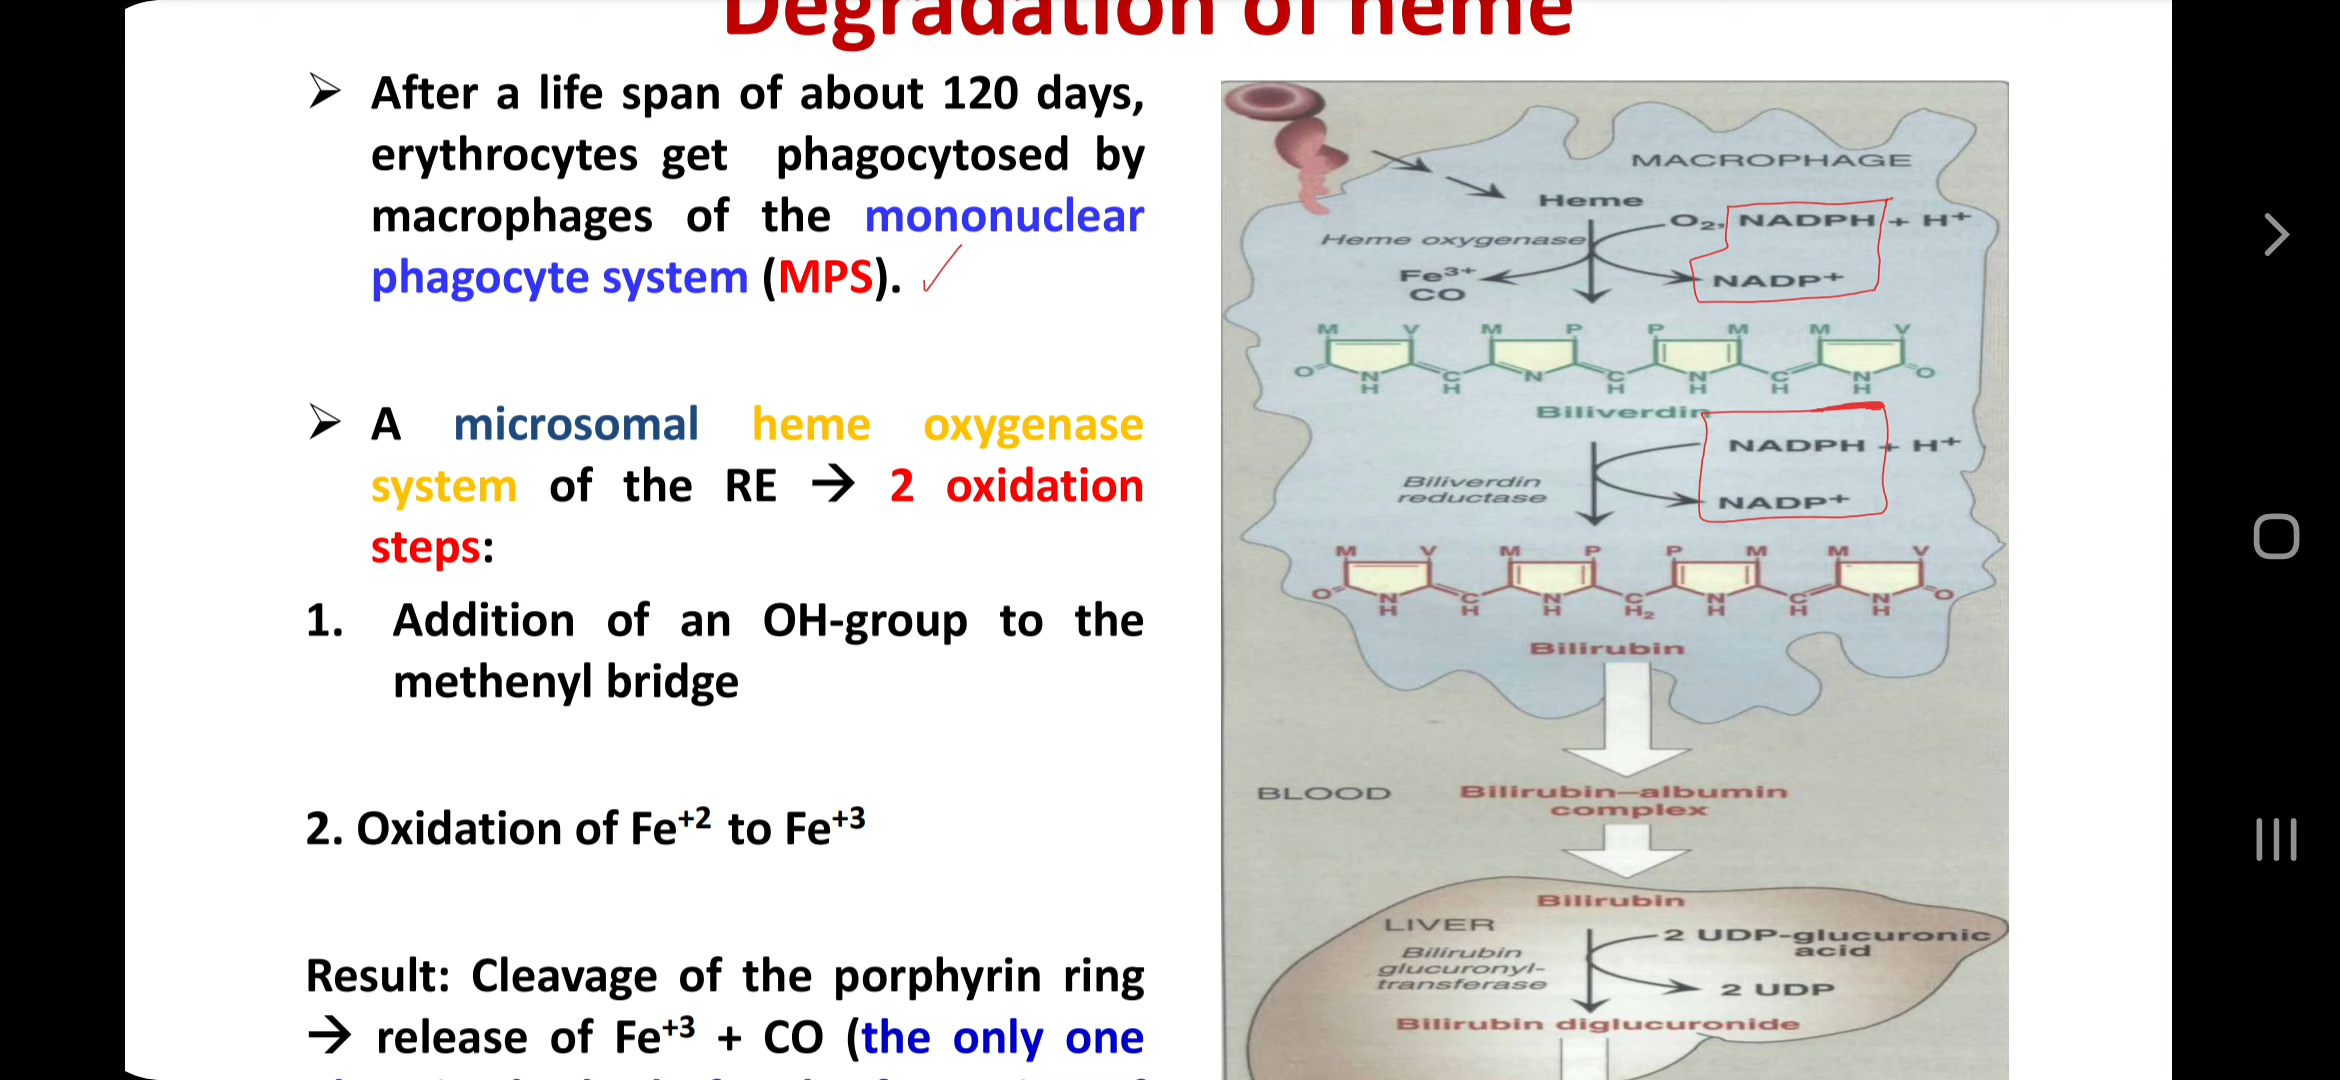 Degradation of heme
➢ After a life span of about 120 days,
erythrocytes get phagocytosed by
macrophages of the mononuclear
phagocyte system (MPS).
➢ A microsomal heme oxygenase
system of the RE → 2 oxidation
steps:
1. Addition of an OH-group to the
methenyl bridge
2. Oxidation of Fe+2 to Fe+3
Result: Cleavage of the porphyrin ring
→ release of Fe+3 + CO (the only one
MACROPHAGE
Heme
O2, NADPH + H+
Heme oxygenase
Fe3+
CO
NADP+
M V M P P M M V
O N H C H N C H N H C H N H O
Biliverdin
NADPH + H+
Biliverdin
reductase
NADP+
M V M P P M M V
O N H C H N H C H2 N H C H N H O
Bilirubin
BLOOD
Bilirubin–albumin
complex
Bilirubin
LIVER
2 UDP-glucuronic
acid
Bilirubin
glucuronyl-
transferase
2 UDP
Bilirubin diglucuronide